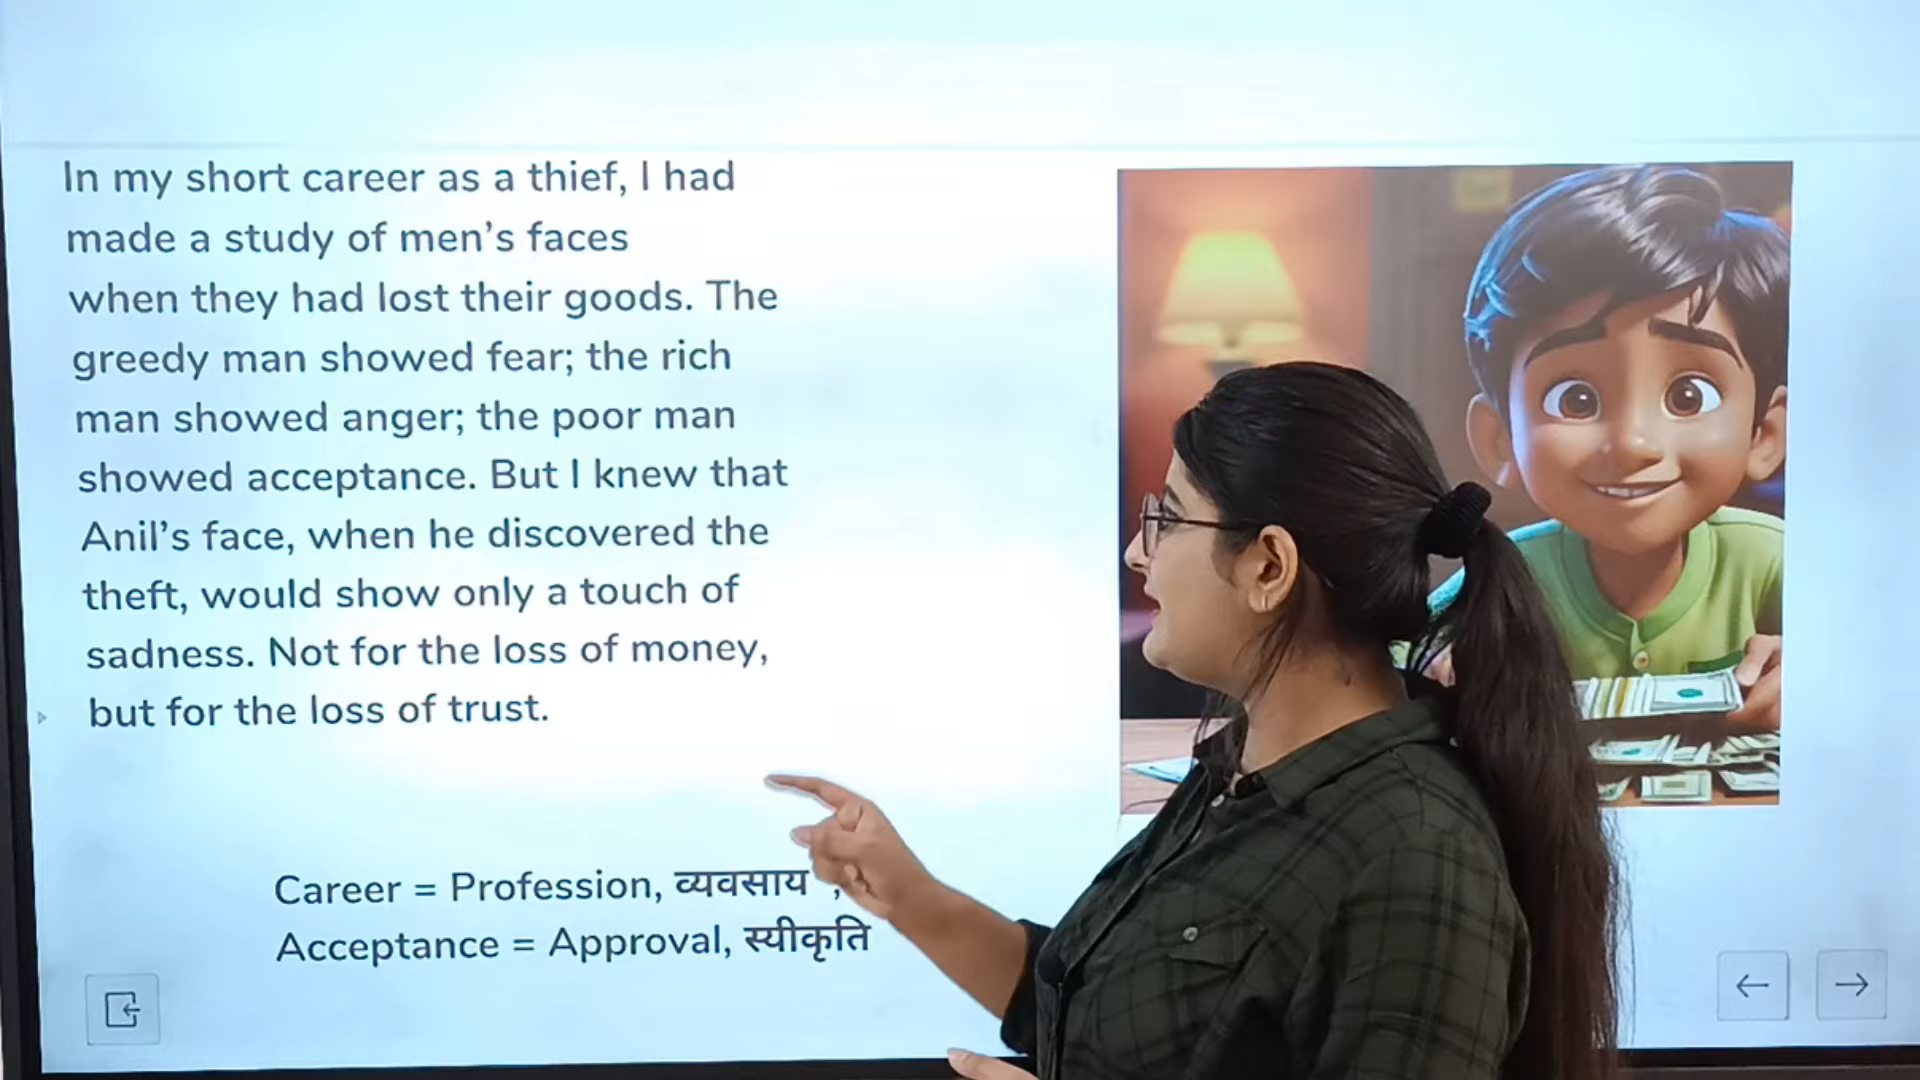 In my short career as a thief, I had
made a study of men's faces
when they had lost their goods. The
greedy man showed fear; the rich
man showed anger; the poor man
showed acceptance. But I knew that
Anil's face, when he discovered the
theft, would show only a touch of
sadness. Not for the loss of money,
but for the loss of trust.
Career = Profession, व्यवसाय ,
Acceptance = Approval, स्यीकृति